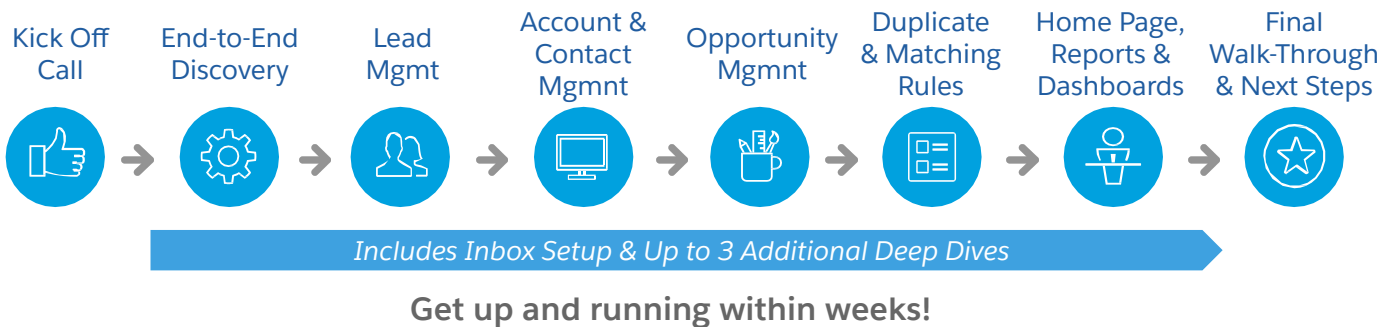 Kick Off
Call
End-to-End
Discovery
Lead
Mgmt
Account &
Contact
Mgmnt
Opportunity
Mgmnt
Duplicate
& Matching
Rules
Home Page,
Reports &
Dashboards
Final
Walk-Through
& Next Steps
Includes Inbox Setup & Up to 3 Additional Deep Dives
Get up and running within weeks!